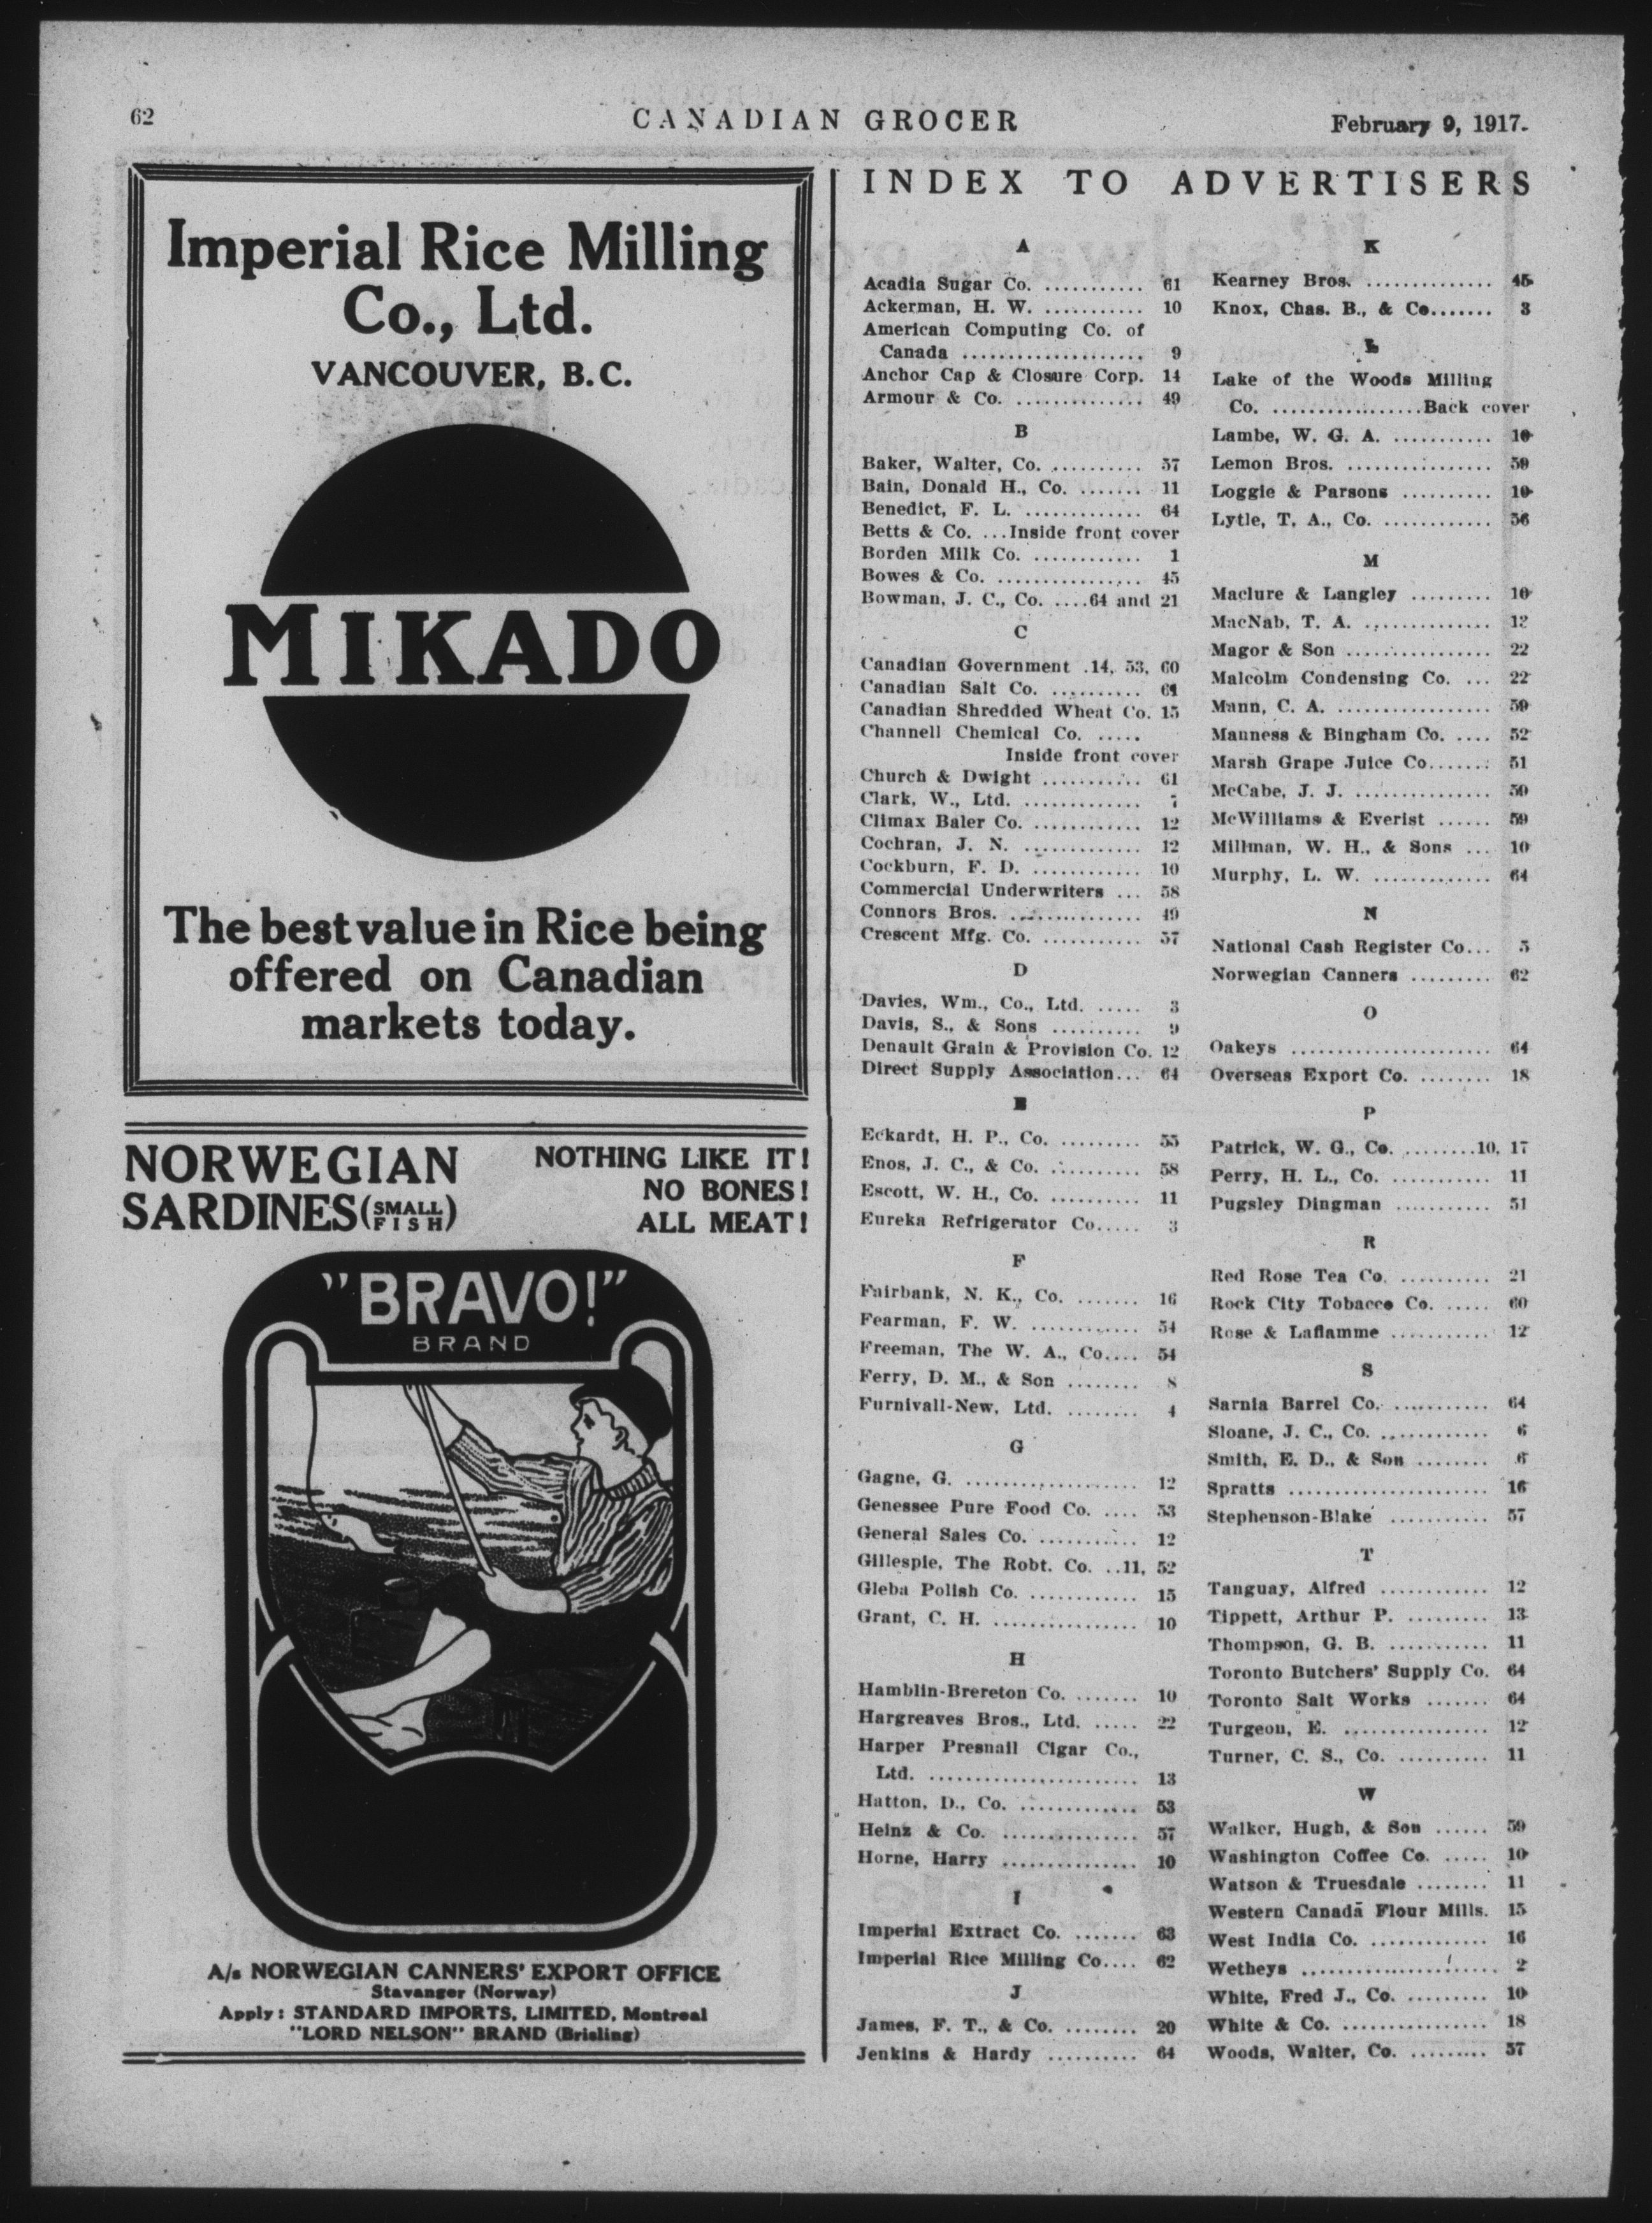 62
CANADIAN GROCER
February 9, 1917.
Imperial Rice Milling
Co., Ltd.
VANCOUVER, B.C.
MIKADO
The best value in Rice being
offered on Canadian
markets today.
NORWEGIAN
SARDINES (SMALL FISH)
NOTHING LIKE IT!
NO BONES!
ALL MEAT!
"BRAVO!"
BRAND
A/s NORWEGIAN CANNERS' EXPORT OFFICE
Stavanger (Norway)
Apply: STANDARD IMPORTS, LIMITED, Montreal
"LORD NELSON" BRAND (Brisling)
INDEX TO ADVERTISERS
A
Acadia Sugar Co. ........... 61
Ackerman, H. W. ........... 10
American Computing Co. of
Canada .................... 9
Anchor Cap & Closure Corp. 14
Armour & Co. .............. 49
B
Baker, Walter, Co. .......... 57
Bain, Donald H., Co. ....... 11
Benedict, F. L. ............. 64
Betts & Co. ...Inside front cover
Borden Milk Co. ............ 1
Bowes & Co. ................ 45
Bowman, J. C., Co. ....64 and 21
C
Canadian Government .14, 53, 60
Canadian Salt Co. .......... 61
Canadian Shredded Wheat Co. 15
Channell Chemical Co. .....
Inside front cover
Church & Dwight ........... 61
Clark, W., Ltd. ............. 7
Climax Baler Co. ............ 12
Cochran, J. N. ............. 12
Cockburn, F. D. ............ 10
Commercial Underwriters ... 58
Connors Bros. ............... 49
Crescent Mfg. Co. ........... 57
D
Davies, Wm., Co., Ltd. ..... 3
Davis, S., & Sons .......... 9
Denault Grain & Provision Co. 12
Direct Supply Association... 64
E
Eckardt, H. P., Co. ......... 55
Enos, J. C., & Co. .......... 58
Escott, W. H., Co. .......... 11
Eureka Refrigerator Co..... 3
F
Fairbank, N. K., Co. ....... 16
Fearman, F. W. ............ 54
Freeman, The W. A., Co.... 54
Ferry, D. M., & Son ........ 8
Furnivall-New, Ltd. ........ 4
G
Gagne, G. ................... 12
Genessee Pure Food Co. .... 53
General Sales Co. ........... 12
Gillespie, The Robt. Co. ..11, 52
Gleba Polish Co. ............ 15
Grant, C. H. ................ 10
H
Hamblin-Brereton Co. ....... 10
Hargreaves Bros., Ltd. ..... 22
Harper Presnail Cigar Co.,
Ltd. ....................... 13
Hatton, D., Co. ............. 53
Heinz & Co. ............... 57
Horne, Harry ............... 10
I
Imperial Extract Co. ....... 63
Imperial Rice Milling Co.... 62
J
James, F. T., & Co. ........ 20
Jenkins & Hardy .......... 64
K
Kearney Bros. .............. 45
Knox, Chas. B., & Co....... 3
L
Lake of the Woods Milling
Co. ................Back cover
Lambe, W. G. A. ........... 10
Lemon Bros. ................ 59
Loggie & Parsons .......... 10
Lytle, T. A., Co. ............ 56
M
Maclure & Langley ......... 10
MacNab, T. A. .............. 12
Magor & Son ................ 22
Malcolm Condensing Co. ... 22
Mann, C. A. ................. 59
Manness & Bingham Co. .... 52
Marsh Grape Juice Co....... 51
McCabe, J. J. ............... 59
McWilliams & Everist ...... 59
Millman, W. H., & Sons ... 10
Murphy, L. W. ............. 64
N
National Cash Register Co... 5
Norwegian Canners ......... 62
O
Oakeys ...................... 64
Overseas Export Co. ........ 18
P
Patrick, W. G., Co. ........10, 17
Perry, H. L., Co. ........... 11
Pugsley Dingman ........... 51
R
Red Rose Tea Co. .......... 21
Rock City Tobacco Co. ..... 60
Rose & Laflamme ........... 12
S
Sarnia Barrel Co. ........... 64
Sloane, J. C., Co. ............ 6
Smith, E. D., & Son ........ 6
Spratts ...................... 16
Stephenson-Blake ........... 57
T
Tanguay, Alfred ............ 12
Tippett, Arthur P. ......... 13
Thompson, G. B. ........... 11
Toronto Butchers' Supply Co. 64
Toronto Salt Works ....... 64
Turgeon, E. ................ 12
Turner, C. S., Co. .......... 11
W
Walker, Hugh, & Son ...... 59
Washington Coffee Co. ..... 10
Watson & Truesdale ........ 11
Western Canada Flour Mills. 15
West India Co. ............. 16
Wetheys ...................... 2
White, Fred J., Co. ......... 10
White & Co. ................ 18
Woods, Walter, Co. ......... 57